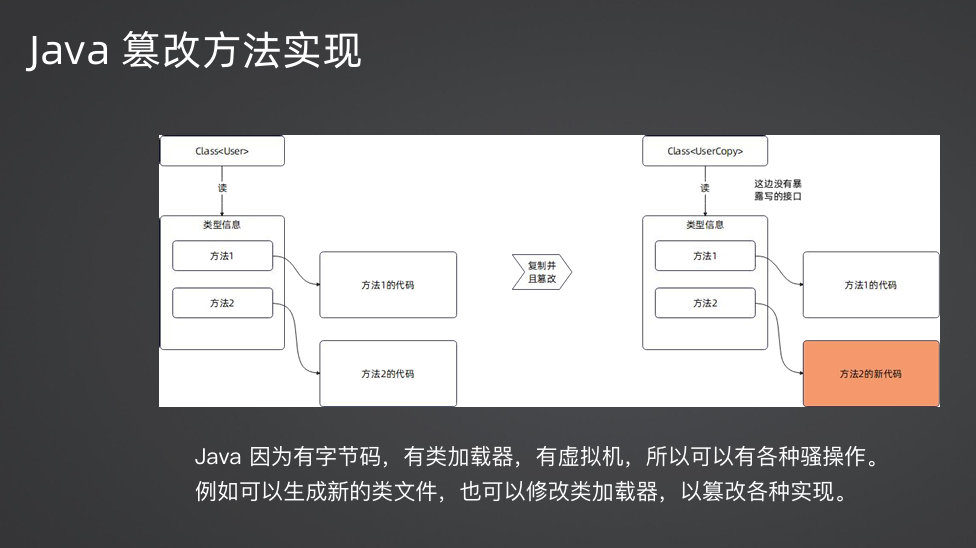 Java 篡改方法实现
Class<User>
读
类型信息
方法1
方法2
方法1的代码
方法2的代码
复制并
且篡改
Class<UserCopy>
读
这边没有暴
露写的接口
类型信息
方法1
方法2
方法1的代码
方法2的新代码
Java 因为有字节码，有类加载器，有虚拟机，所以可以有各种骚操作。
例如可以生成新的类文件，也可以修改类加载器，以篡改各种实现。